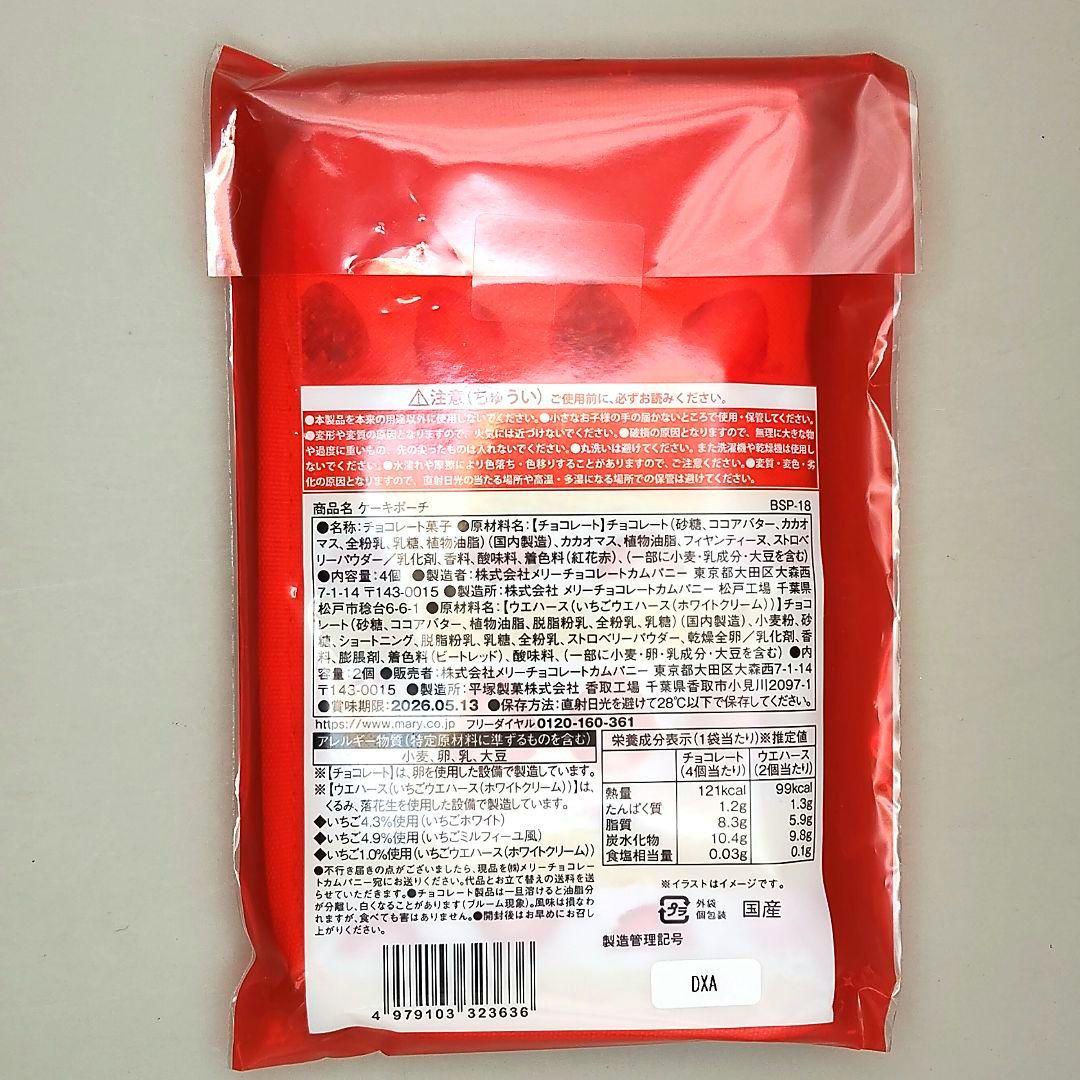 ⚠注意(ちゅうい) ご使用前に、必ずお読みください。
●本製品を本来の用途以外に使用しないでください。●小さなお子様の手の届かないところで使用・保管してください。
●変形や変質の原因となりますので、火気には近づけないでください。●破損の原因となりますので、無理に大きな物
や過度に重いもの、先の尖ったものは入れないでください。●丸洗いは避けてください。また洗濯機や乾燥機は使用し
ないでください。●水濡れや摩擦により色落ち・色移りすることがありますので、ご注意ください。●変質・変色・劣
化の原因となりますので、直射日光の当たる場所や高温・多湿になる場所での保管は避けてください。
商品名 ケーキポーチ BSP-18
●名称:チョコレート菓子 ●原材料名:【チョコレート】チョコレート(砂糖、ココアバター、カカオ
マス、全粉乳、乳糖、植物油脂)(国内製造)、カカオマス、植物油脂、フィヤンティーヌ、ストロベ
リーパウダー/乳化剤、香料、酸味料、着色料(紅花赤)、(一部に小麦・乳成分・大豆を含む)
●内容量:4個 ●製造者:株式会社メリーチョコレートカムパニー 東京都大田区大森西
7-1-14 〒143-0015 ●製造所:株式会社 メリーチョコレートカムパニー 松戸工場 千葉県
松戸市稔台6-6-1 ●原材料名:【ウエハース(いちごウエハース(ホワイトクリーム))】チョコ
レート(砂糖、ココアバター、植物油脂、脱脂粉乳、全粉乳、乳糖)(国内製造)、小麦粉、砂
糖、ショートニング、脱脂粉乳、乳糖、全粉乳、ストロベリーパウダー、乾燥全卵/乳化剤、香
料、膨脹剤、着色料(ビートレッド)、酸味料、(一部に小麦・卵・乳成分・大豆を含む) ●内
容量:2個 ●販売者:株式会社メリーチョコレートカムパニー 東京都大田区大森西7-1-14
〒143-0015 ●製造所:平塚製菓株式会社 香取工場 千葉県香取市小見川2097-1
●賞味期限:2026.05.13 ●保存方法:直射日光を避けて28℃以下で保存してください。
https://www.mary.co.jp フリーダイヤル0120-160-361
アレルギー物質(特定原材料に準ずるものを含む)
小麦、卵、乳、大豆
※【チョコレート】は、卵を使用した設備で製造しています。
※【ウエハース(いちごウエハース(ホワイトクリーム))】は、
くるみ、落花生を使用した設備で製造しています。
◆いちご4.3%使用(いちごホワイト)
◆いちご4.9%使用(いちごミルフィーユ風)
◆いちご1.0%使用(いちごウエハース(ホワイトクリーム))
●不行き届きの点がございましたら、現品を㈱メリーチョコレー
トカムパニー宛にお送りください。代品とお立て替えの送料を送
らせていただきます。●チョコレート製品は一旦溶けると油脂分
が分離し、白くなることがあります(ブルーム現象)。風味は損なわ
れますが、食べても害はありません。●開封後はお早めにお召し
上がりください。
栄養成分表示(1袋当たり)※推定値
チョコレート ウエハース
(4個当たり) (2個当たり)
熱量 121kcal 99kcal
たんぱく質 1.2g 1.3g
脂質 8.3g 5.9g
炭水化物 10.4g 9.8g
食塩相当量 0.03g 0.1g
※イラストはイメージです。
プラ 外袋 国産
個包装
製造管理記号
DXA
4 979103 323636